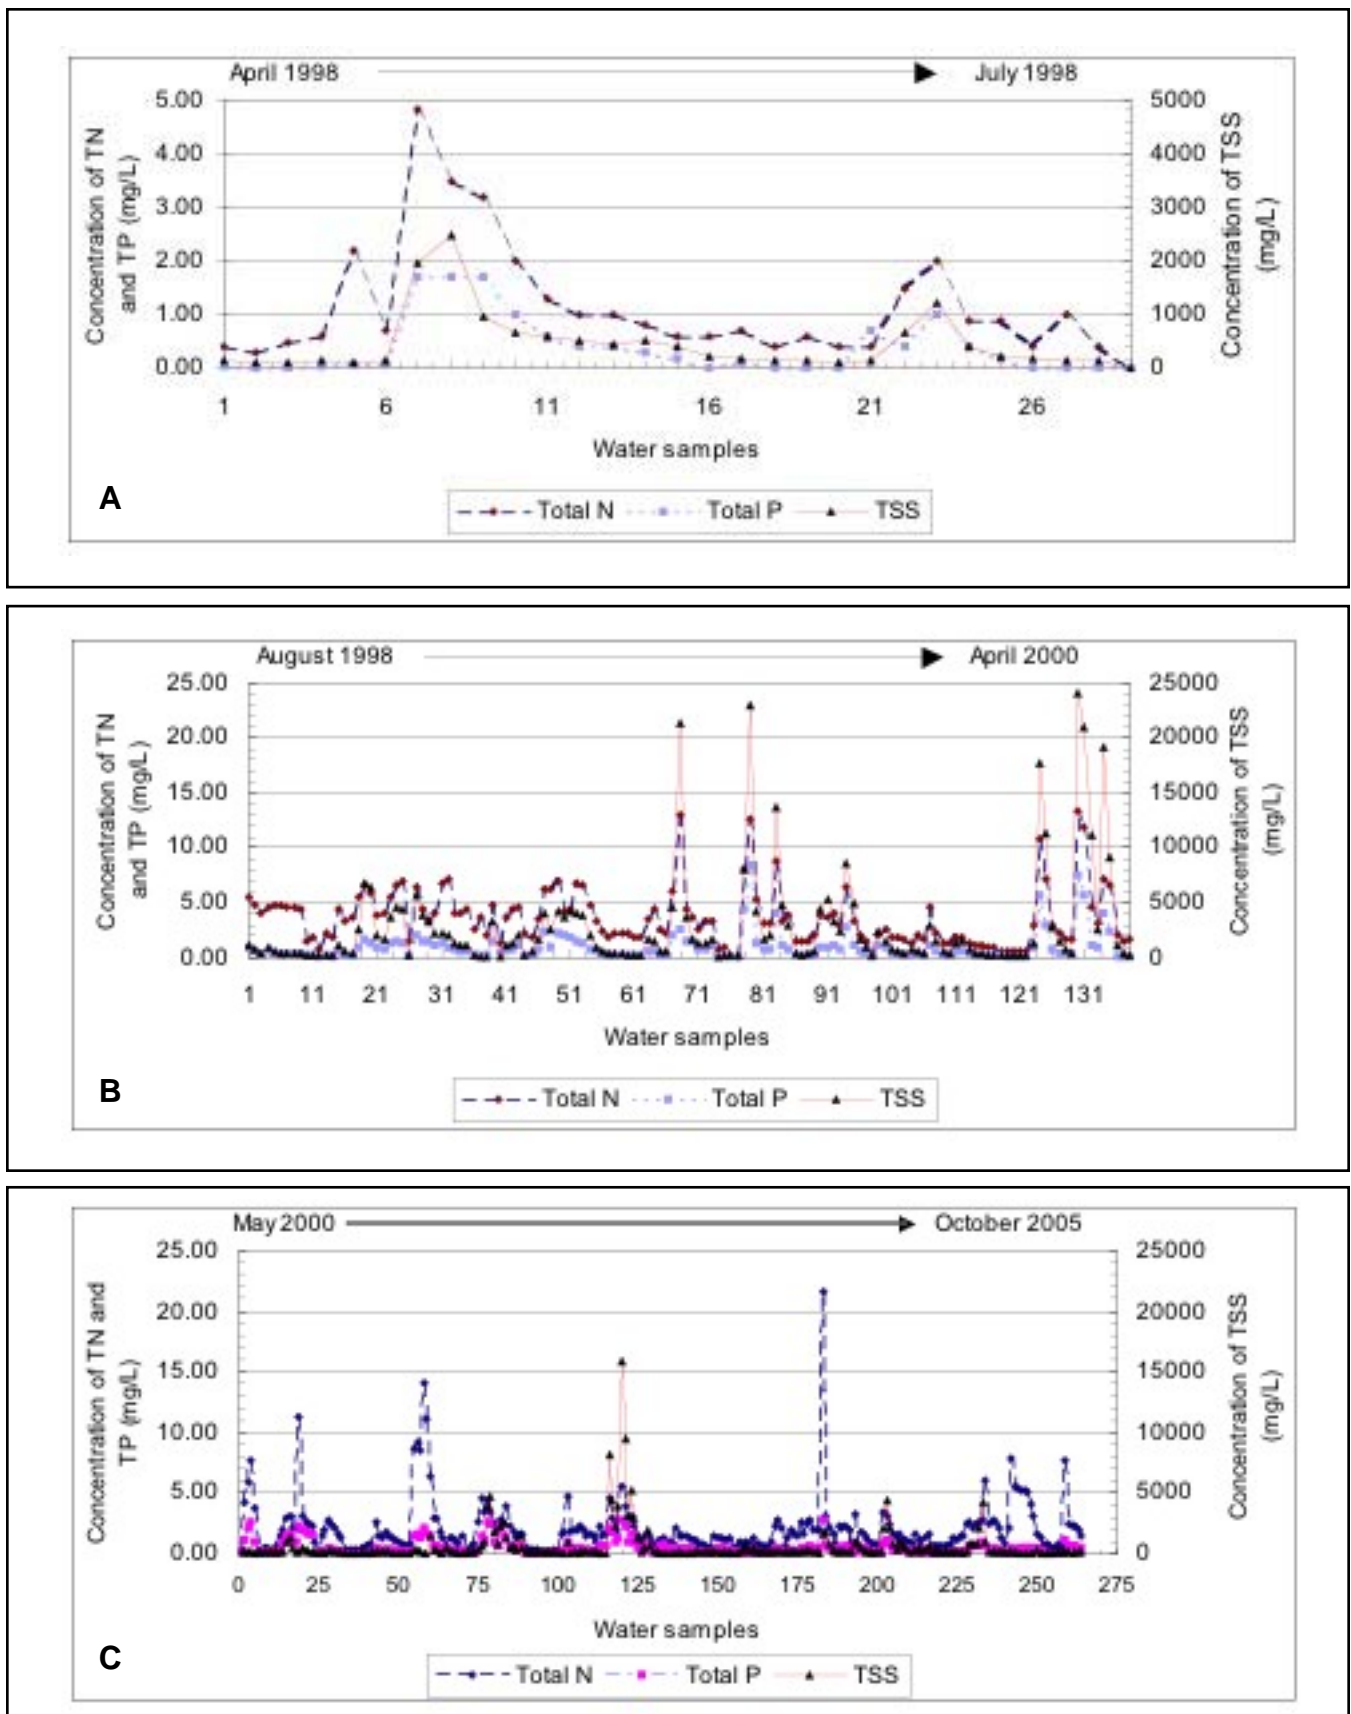 April 1998 July 1998
Concentration of TN
and TP (mg/L)
5.00
4.00
3.00
2.00
1.00
0.00
5000
4000
3000
2000
1000
0
Concentration of TSS
(mg/L)
1 6 11 16 21 26
Water samples
A
Total N Total P TSS
August 1998 April 2000
Concentration of TN
and TP (mg/L)
25.00
20.00
15.00
10.00
5.00
0.00
25000
20000
15000
10000
5000
0
Concentration of TSS
(mg/L)
1 11 21 31 41 51 61 71 81 91 101 111 121 131
Water samples
B
Total N Total P TSS
May 2000 October 2005
Concentration of TN and
TP (mg/L)
25.00
20.00
15.00
10.00
5.00
0.00
25000
20000
15000
10000
5000
0
Concentration of TSS
(mg/L)
0 25 50 75 100 125 150 175 200 225 250 275
Water samples
C
Total N Total P TSS